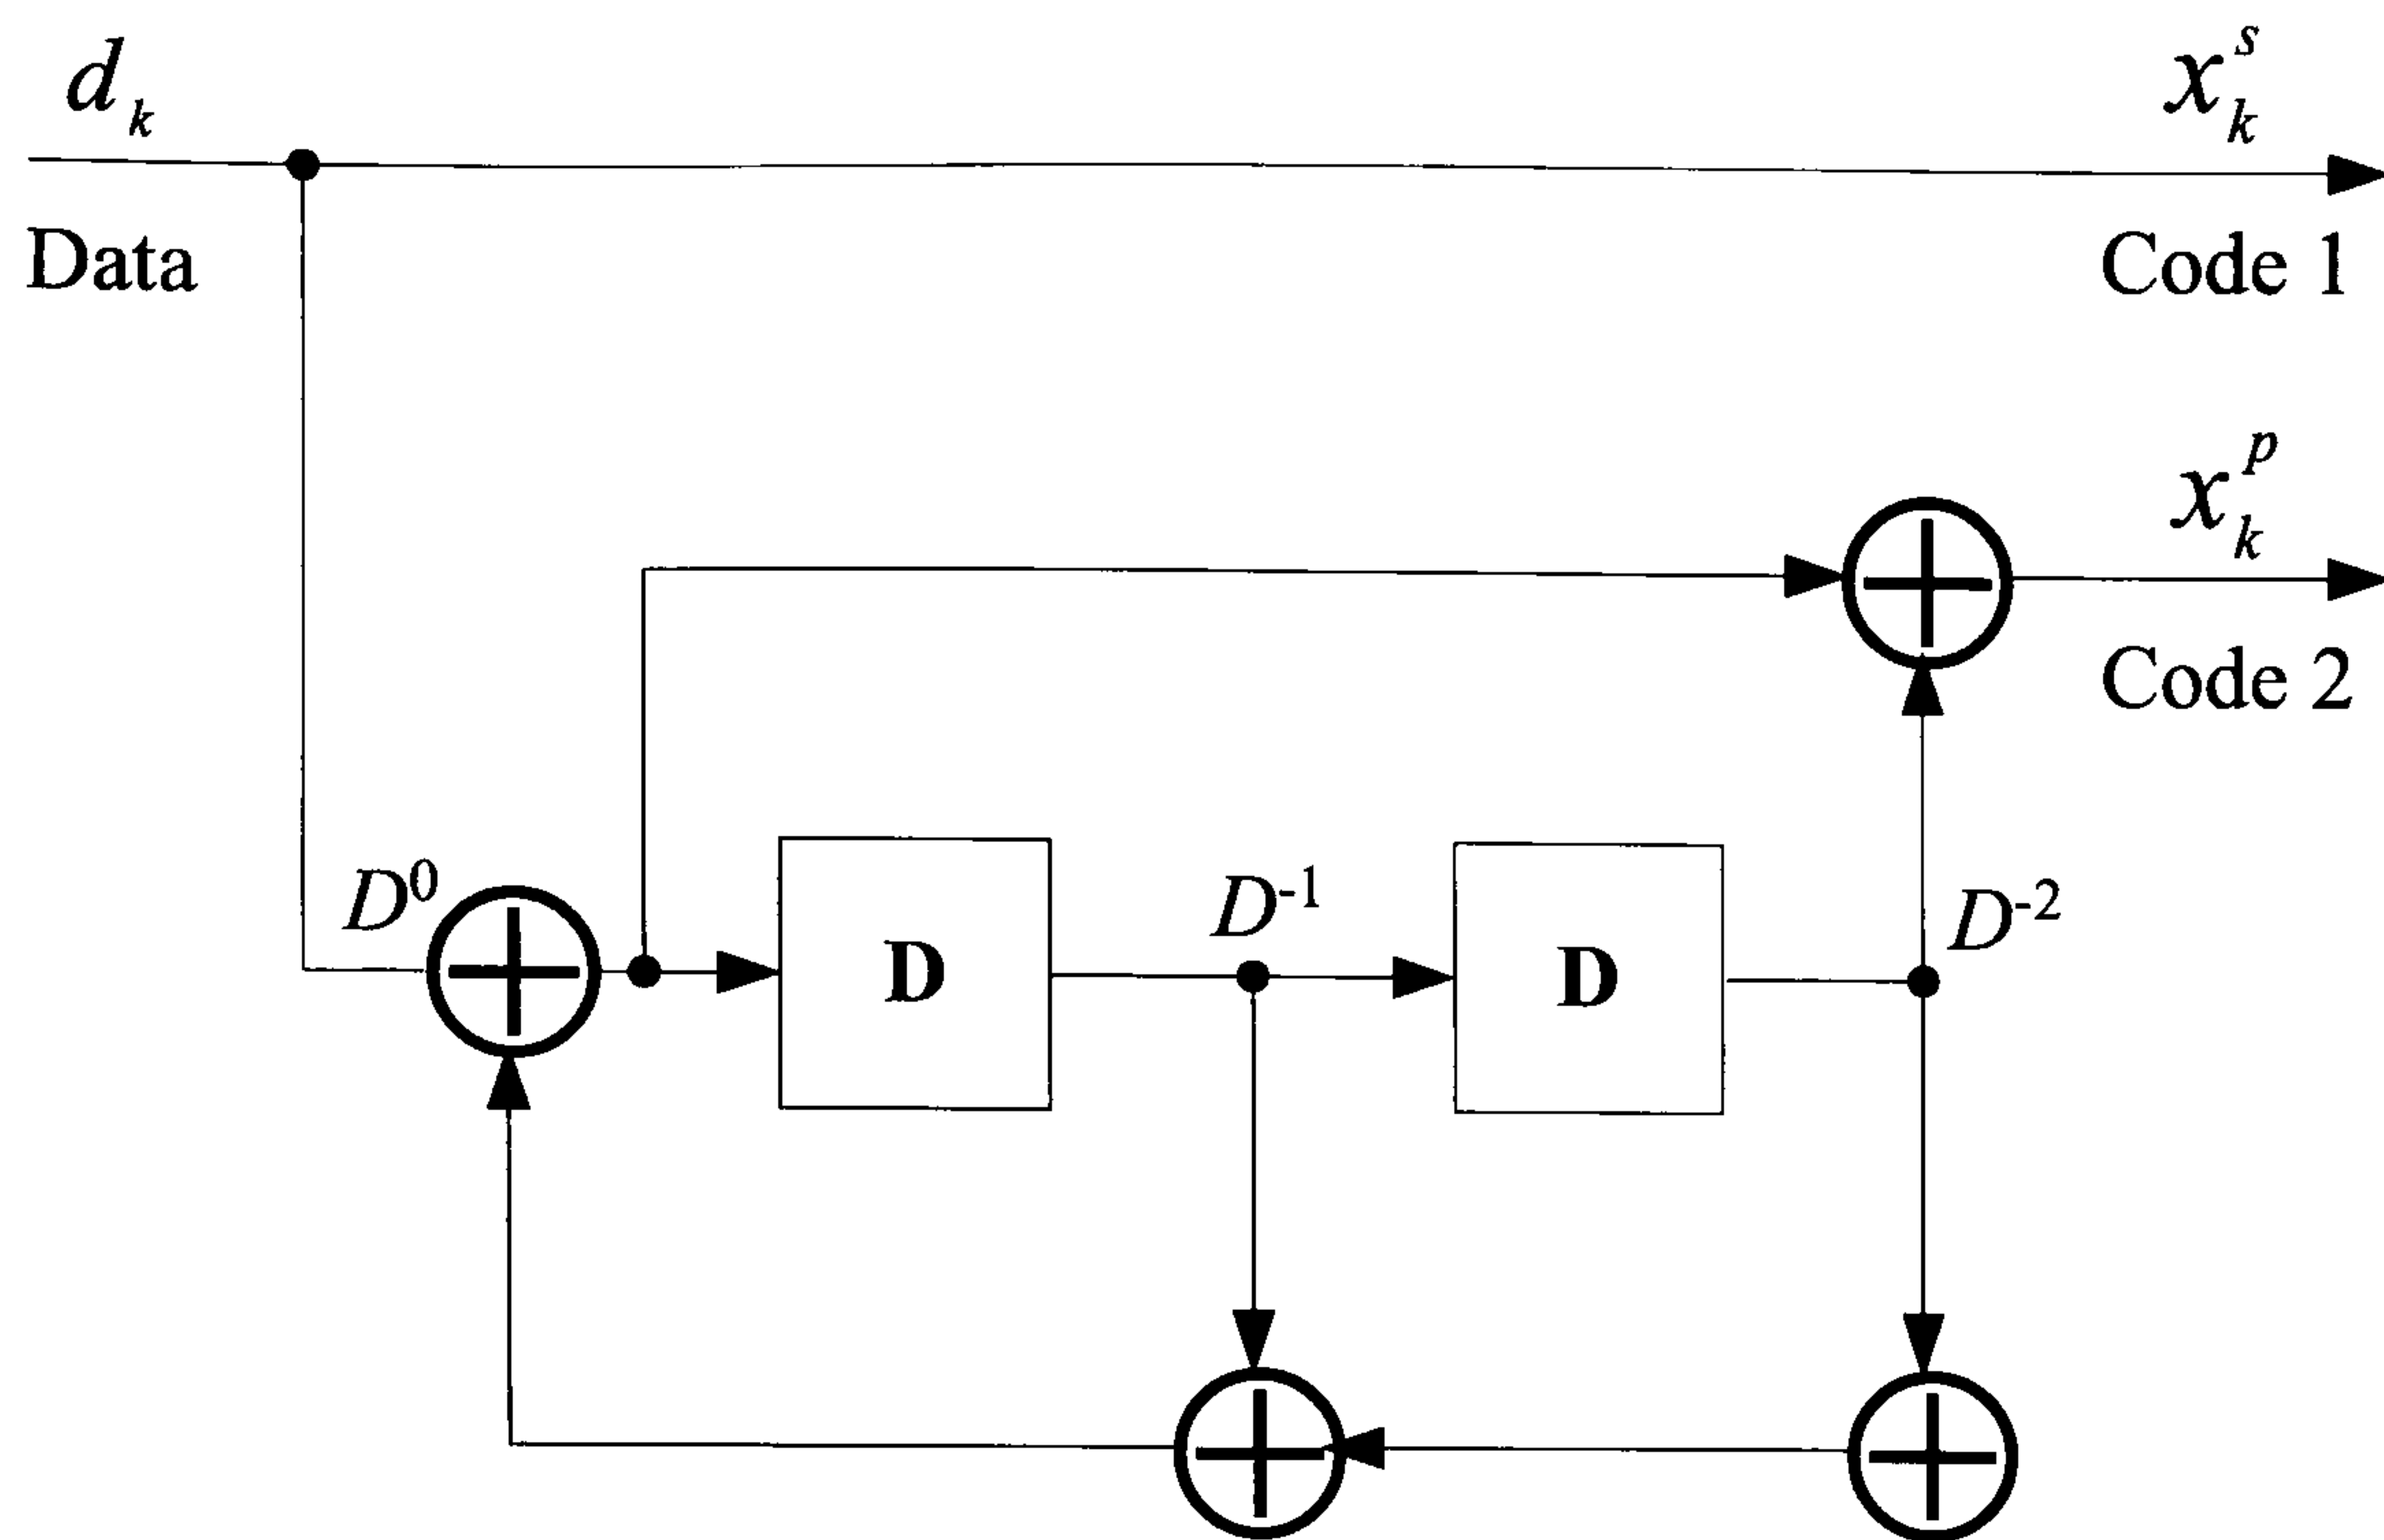 d_k
x_k^s
Data
Code 1
x_k^p
Code 2
D^0
D
D^-1
D
D^-2